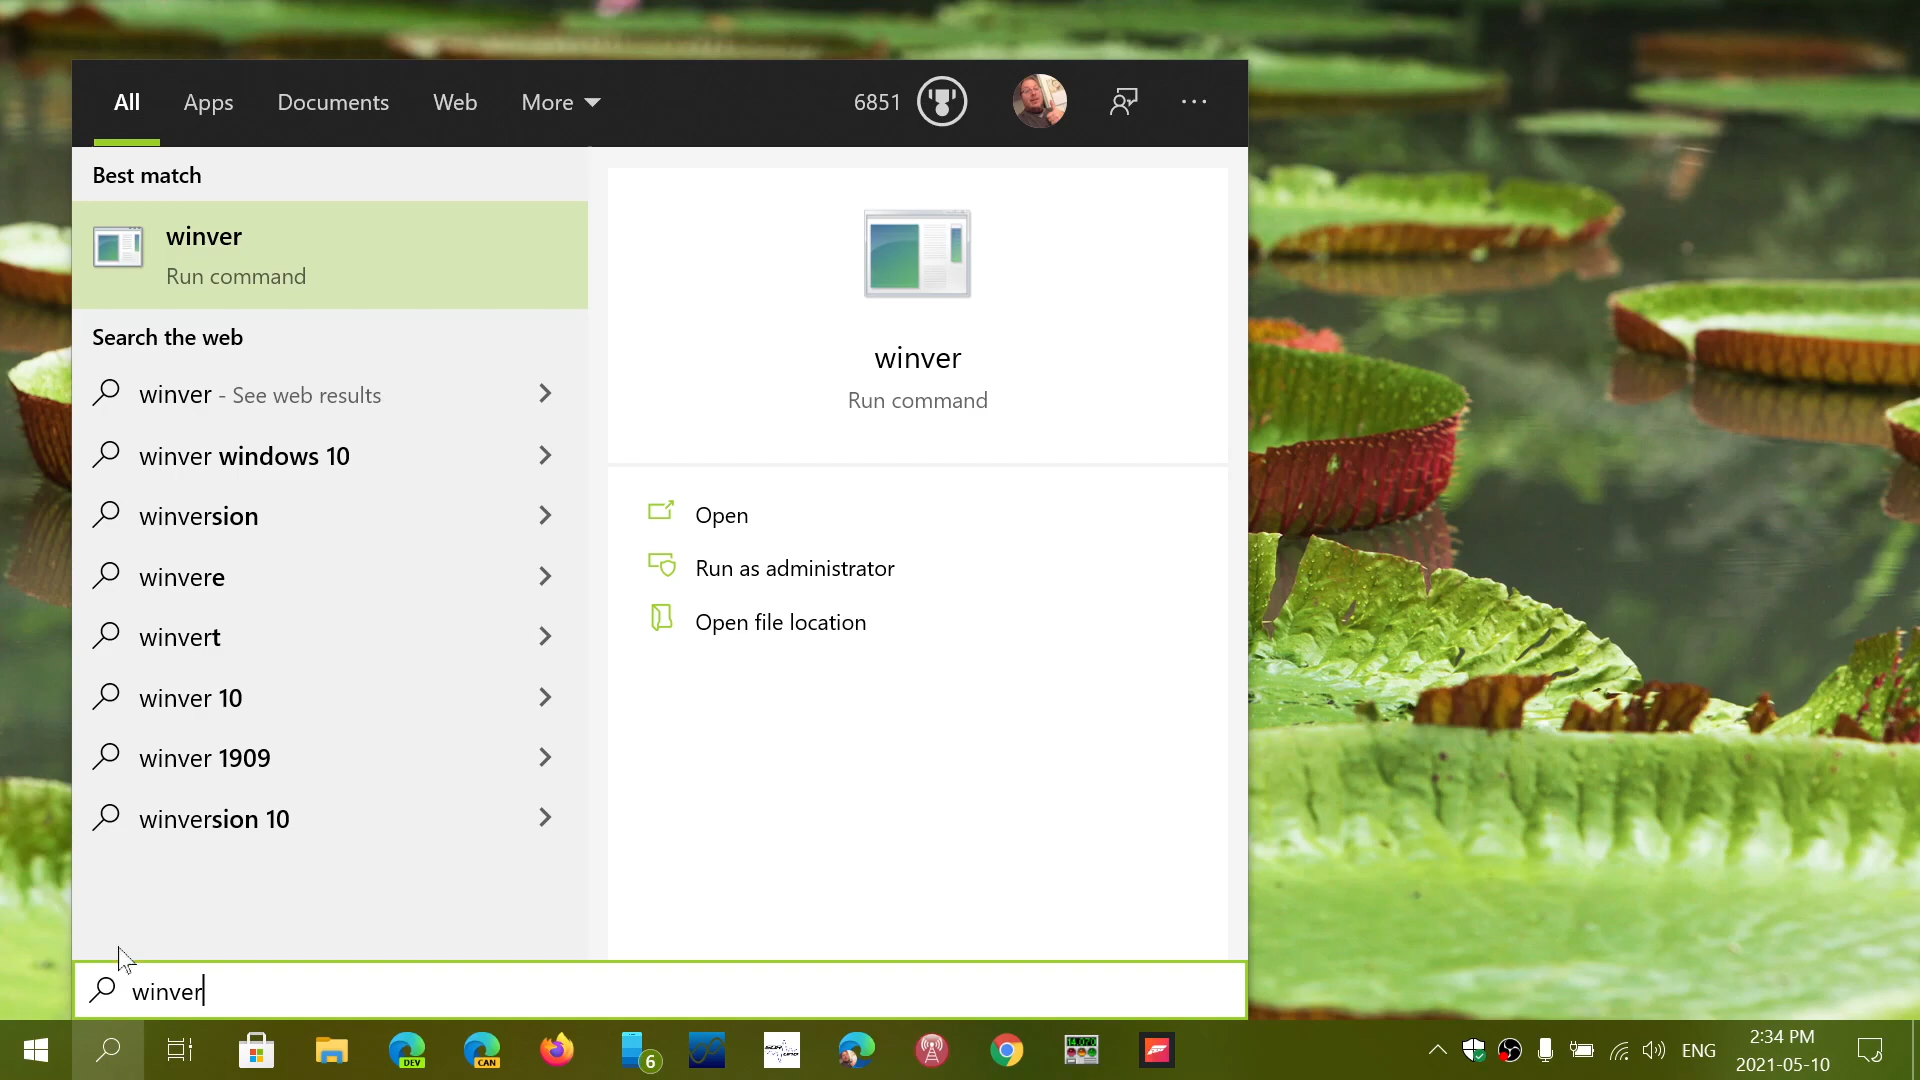 All Apps Documents Web More 6851
Best match
winver
Run command
Search the web
winver - See web results
winver windows 10
winversion
winvere
winvert
winver 10
winver 1909
winversion 10
winver
Run command
Open
Run as administrator
Open file location
winver
DEV
CAN
6
14.070
ENG
2:34 PM
2021-05-10